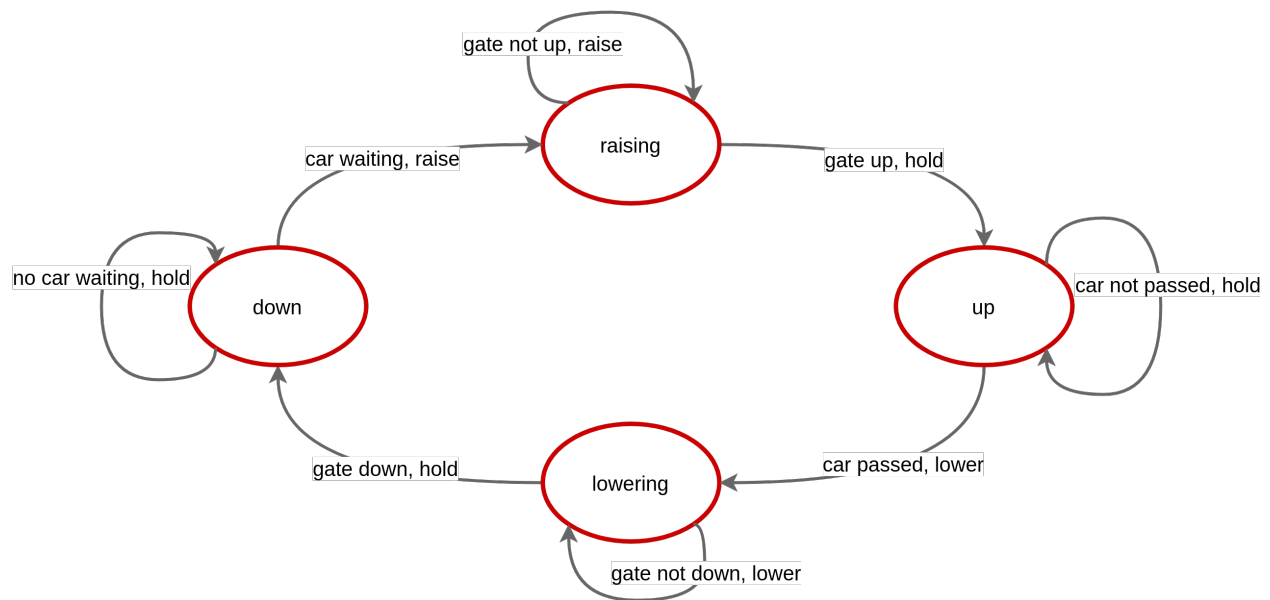 gate not up, raise
raising
car waiting, raise
gate up, hold
no car waiting, hold
down
up
car not passed, hold
gate down, hold
lowering
car passed, lower
gate not down, lower